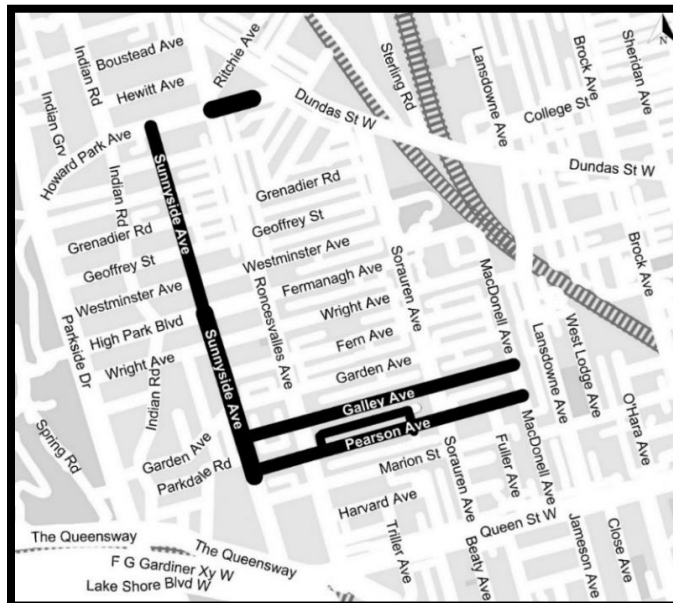 Boustead Ave
Indian Rd
Hewitt Ave
Ritchie Ave
Indian Grv
Howard Park Ave
Sterling Rd
Lansdowne Ave
Brock Ave
Sheridan Ave
College St
Dundas St W
Dundas St W
Sunnyside Ave
Indian Rd
Grenadier Rd
Grenadier Rd
Geoffrey St
Geoffrey St
Westminster Ave
Westminster Ave
Fermanagh Ave
Sorauren Ave
MacDonell Ave
Brock Ave
High Park Blvd
Roncesvalles Ave
Wright Ave
Wright Ave
Parkside Dr
Sunnyside Ave
Fern Ave
Garden Ave
Lansdowne Ave
West Lodge Ave
Indian Rd
Galley Ave
O'Hara Ave
Spring Rd
Garden Ave
Parkdale Rd
Pearson Ave
Marion St
Sorauren Ave
Fuller Ave
MacDonell Ave
Harvard Ave
Queen St W
The Queensway
The Queensway
Triller Ave
Beaty Ave
Jameson Ave
Close Ave
F G Gardiner Xy W
Lake Shore Blvd W
N